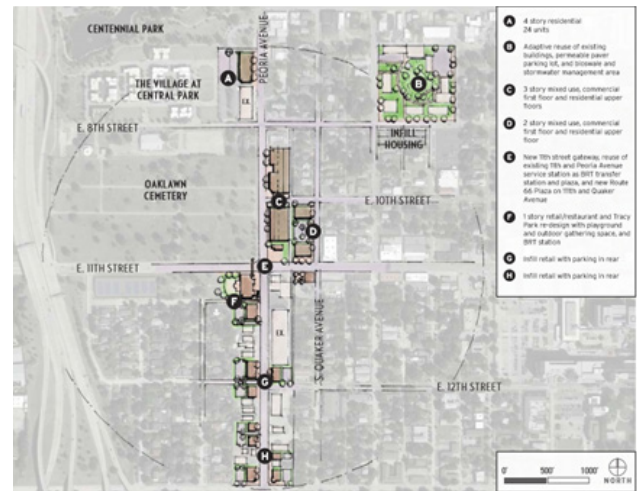 CENTENNIAL PARK
PEORIA AVENUE
A
THE VILLAGE AT
CENTRAL PARK
B
EX.
E. 8TH STREET
INFILL
HOUSING
OAKLAWN
CEMETERY
C
E. 10TH STREET
D
E. 11TH STREET
E
F
EX.
S. QUAKER AVENUE
G
E. 12TH STREET
H
A 4 story residential
24 units
B Adaptive reuse of existing
buildings, permeable paver
parking lot, and bioswale and
stormwater management area
C 3 story mixed use, commercial
first floor and residential upper
floors
D 2 story mixed use, commercial
first floor and residential upper
floor
E New 11th street gateway, reuse of
existing 11th and Peoria Avenue
service station as BRT transfer
station and plaza, and new Route
66 Plaza on 11th and Quaker
Avenue
F 1 story retail/restaurant and Tracy
Park re-design with playground
and outdoor gathering space, and
BRT station
G Infill retail with parking in rear
H Infill retail with parking in rear
0' 500' 1000'
NORTH